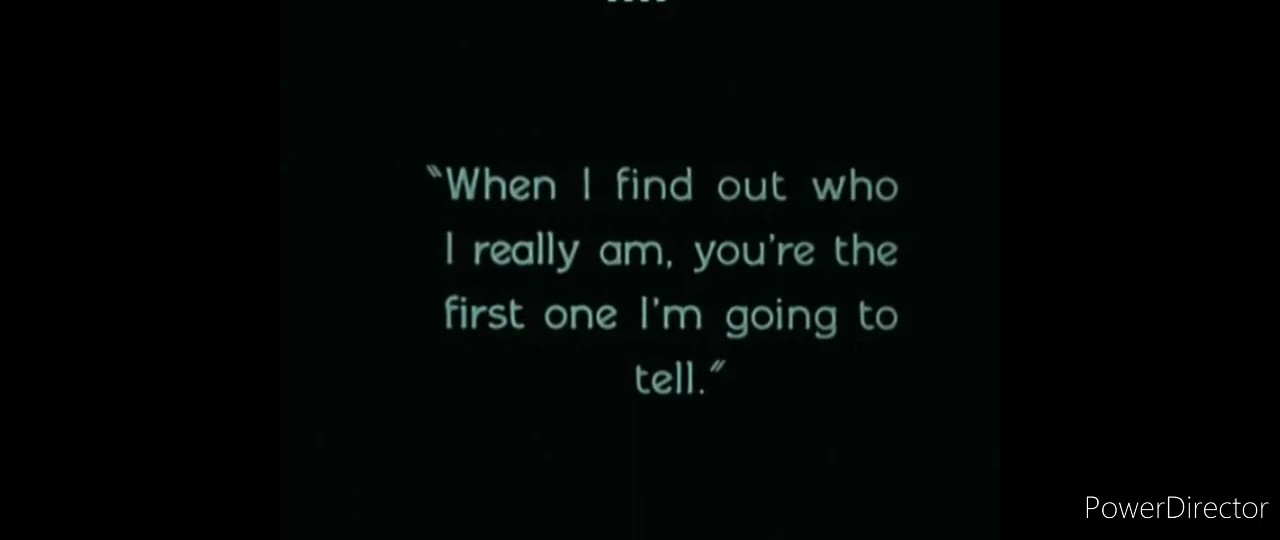 "When I find out who
I really am, you're the
first one I'm going to
tell."
PowerDirector